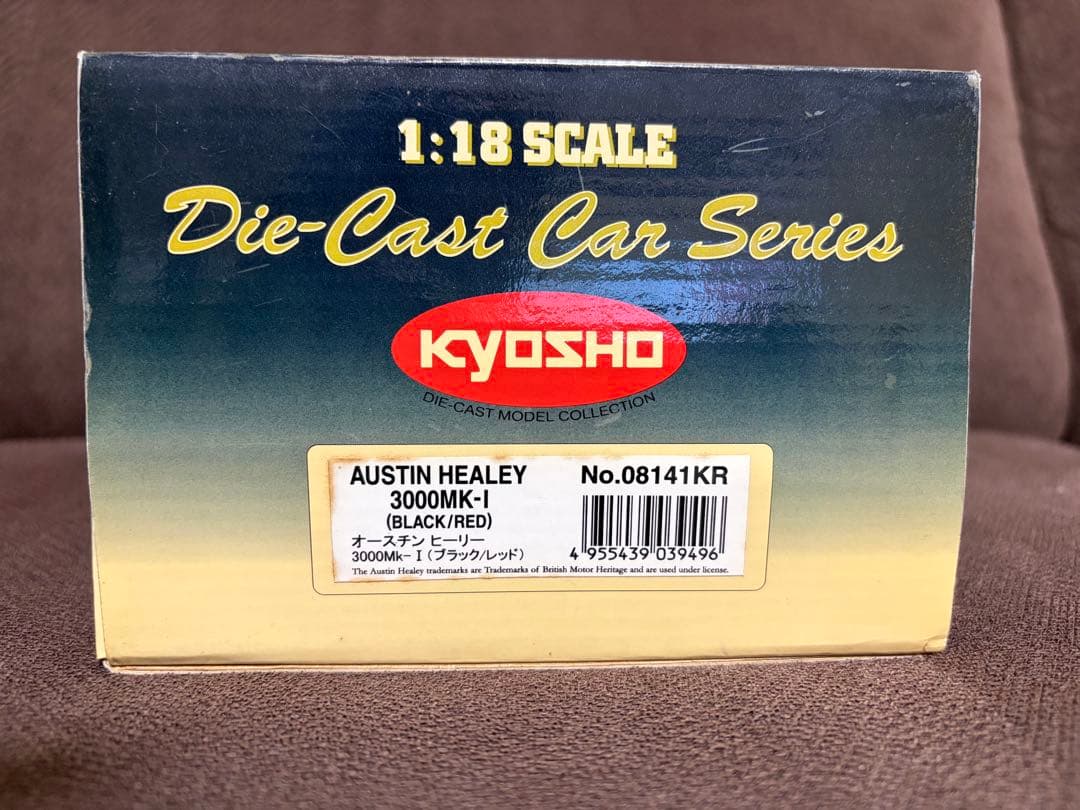 1:18 SCALE
Die-Cast Car Series
KYOSHO
DIE-CAST MODEL COLLECTION
AUSTIN HEALEY
3000MK-I
(BLACK/RED)
オースチン ヒーリー
3000Mk-I(ブラック/レッド)
No.08141KR
4 955439 039496
The Austin Healey trademarks are Trademarks of British Motor Heritage and are used under license.